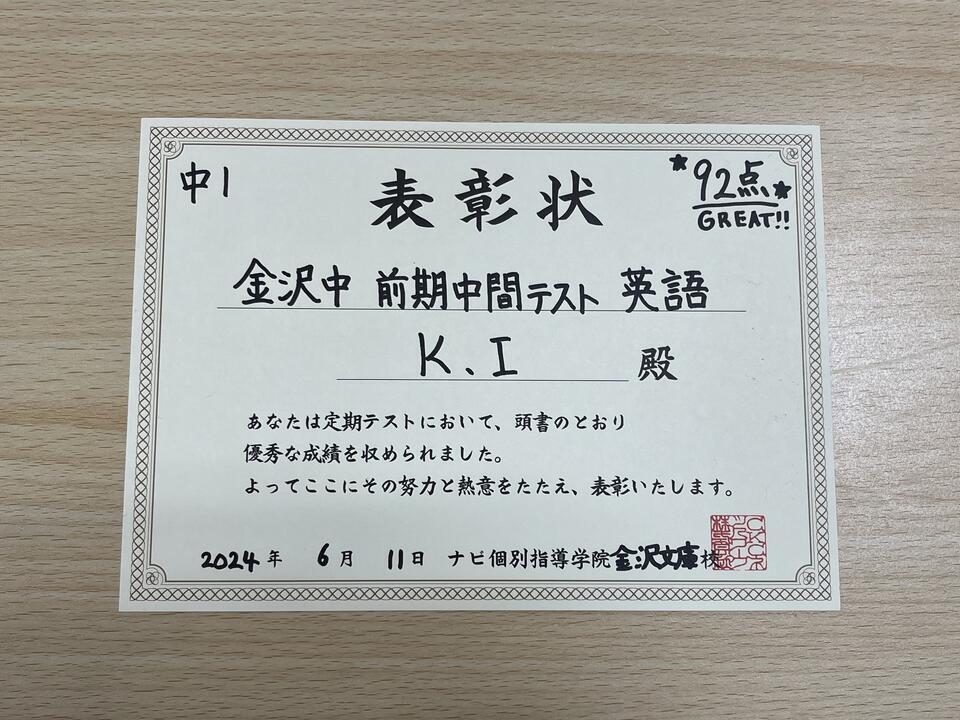 中1
表彰状
*92点*
GREAT!!
金沢中 前期中間テスト 英語
K.I 殿
あなたは定期テストにおいて、頭書のとおり
優秀な成績を収められました。
よってここにその努力と熱意をたたえ、表彰いたします。
2024年 6月 11日 ナビ個別指導学院金沢文庫校